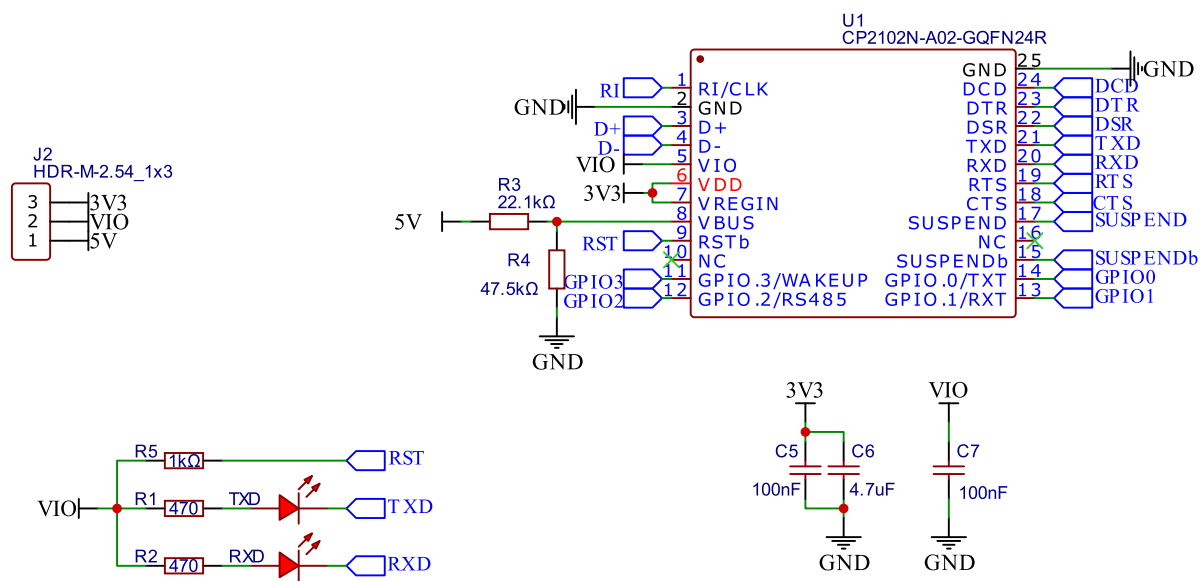 U1
CP2102N-A02-GQFN24R
RI 1 RI/CLK
GND 2 GND
D+ 3 D+
D- 4 D-
VIO 5 VIO
6 VDD
3V3 7 VREGIN
8 VBUS
RST 9 RSTb
10 NC
GPIO3 11 GPIO.3/WAKEUP
GPIO2 12 GPIO.2/RS485
GND 25 GND
DCD 24 DCD
DTR 23 DTR
DSR 22 DSR
TXD 21 TXD
RXD 20 RXD
RTS 19 RTS
CTS 18 CTS
SUSPEND 17 SUSPEND
NC 16
SUSPENDb 15 SUSPENDb
GPIO.0/TXT 14 GPIO0
GPIO.1/RXT 13 GPIO1
J2
HDR-M-2.54_1x3
3 3V3
2 VIO
1 5V
R3
22.1kΩ
5V
R4
47.5kΩ
GND
R5
1kΩ
RST
VIO
R1
470
TXD
TXD
R2
470
RXD
RXD
3V3
C5
100nF
C6
4.7uF
GND
VIO
C7
100nF
GND